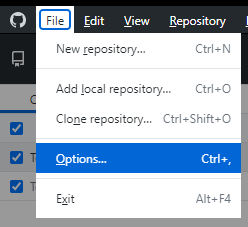 File Edit View Repository
New repository... Ctrl+N
Add local repository... Ctrl+O
Clone repository... Ctrl+Shift+O
Options... Ctrl+,
Exit Alt+F4